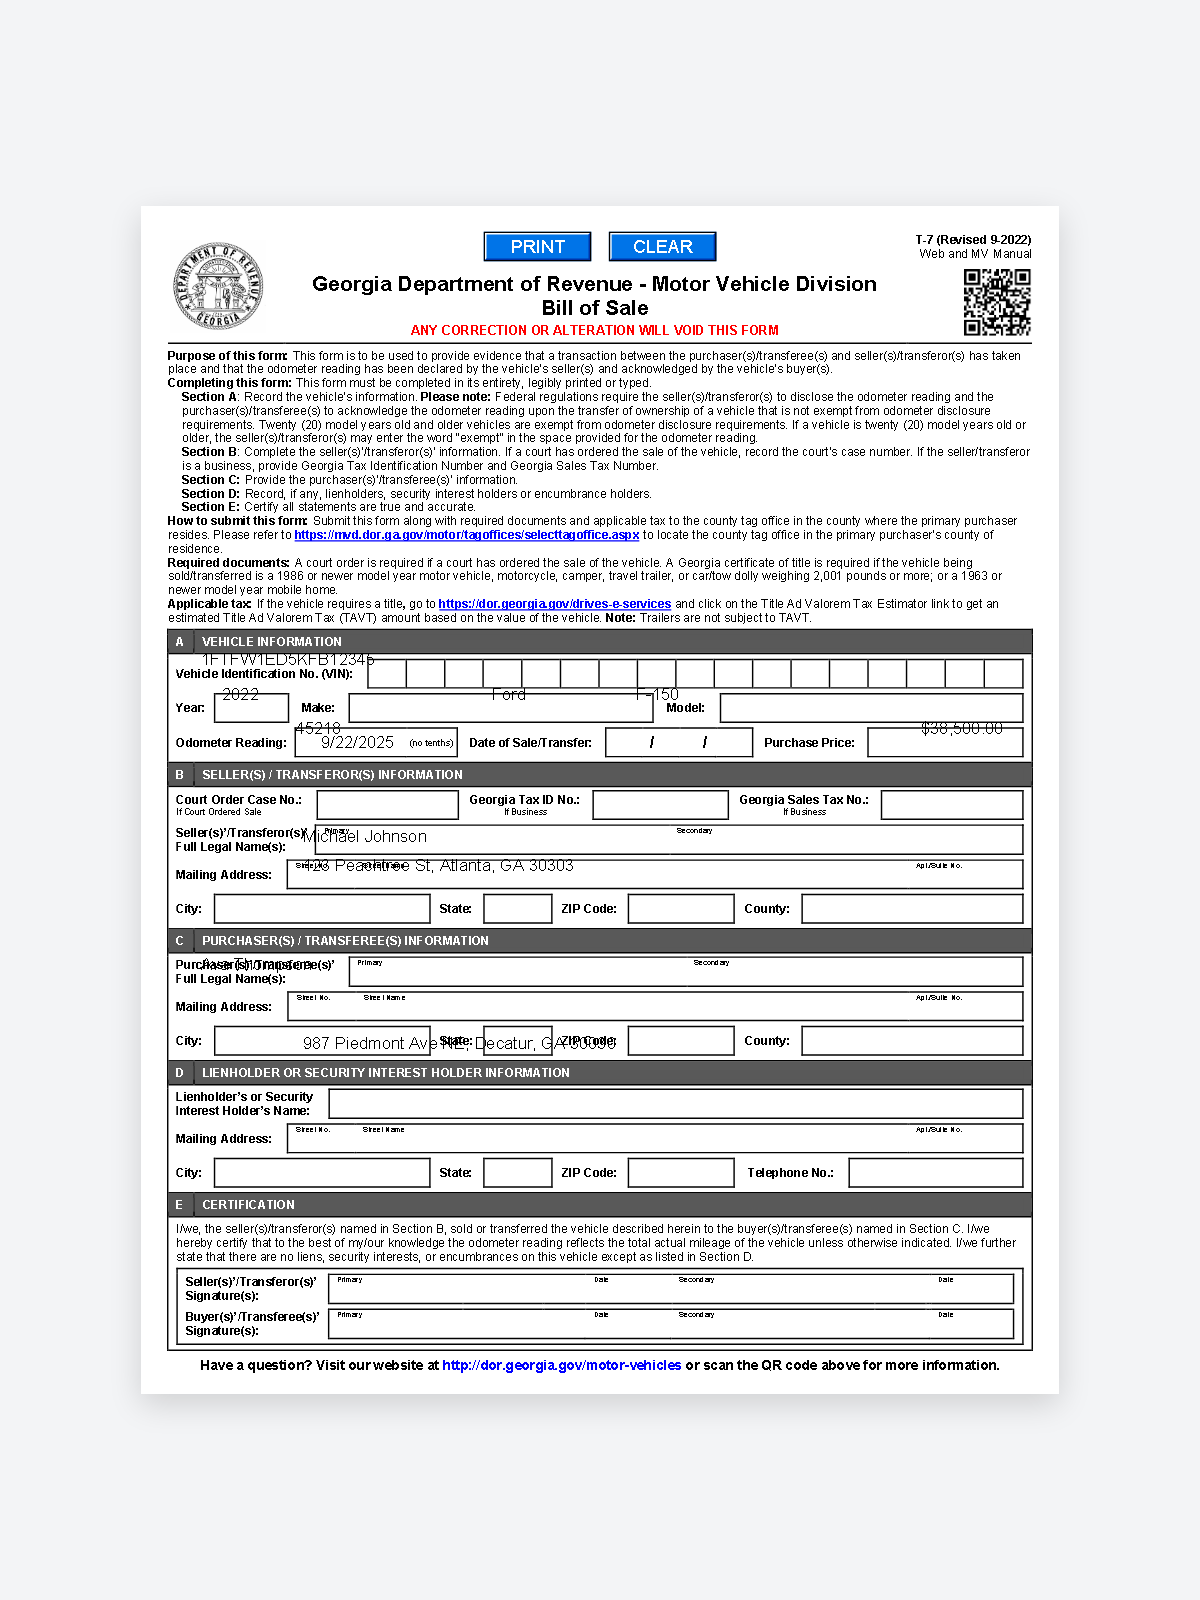 PRINT CLEAR
T-7 (Revised 9-2022)
Web and MV Manual
DEPARTMENT OF REVENUE
GEORGIA
Georgia Department of Revenue - Motor Vehicle Division
Bill of Sale
ANY CORRECTION OR ALTERATION WILL VOID THIS FORM
Purpose of this form: This form is to be used to provide evidence that a transaction between the purchaser(s)/transferee(s) and seller(s)/transferor(s) has taken
place and that the odometer reading has been declared by the vehicle's seller(s) and acknowledged by the vehicle's buyer(s).
Completing this form: This form must be completed in its entirety, legibly printed or typed.
Section A: Record the vehicle's information. Please note: Federal regulations require the seller(s)/transferor(s) to disclose the odometer reading and the
purchaser(s)/transferee(s) to acknowledge the odometer reading upon the transfer of ownership of a vehicle that is not exempt from odometer disclosure
requirements. Twenty (20) model years old and older vehicles are exempt from odometer disclosure requirements. If a vehicle is twenty (20) model years old or
older, the seller(s)/transferor(s) may enter the word "exempt" in the space provided for the odometer reading.
Section B: Complete the seller(s)'/transferor(s)' information. If a court has ordered the sale of the vehicle, record the court's case number. If the seller/transferor
is a business, provide Georgia Tax Identification Number and Georgia Sales Tax Number.
Section C: Provide the purchaser(s)'/transferee(s)' information.
Section D: Record, if any, lienholders, security interest holders or encumbrance holders.
Section E: Certify all statements are true and accurate.
How to submit this form: Submit this form along with required documents and applicable tax to the county tag office in the county where the primary purchaser
resides. Please refer to https://mvd.dor.ga.gov/motor/tagoffices/selecttagoffice.aspx to locate the county tag office in the primary purchaser's county of
residence.
Required documents: A court order is required if a court has ordered the sale of the vehicle. A Georgia certificate of title is required if the vehicle being
sold/transferred is a 1986 or newer model year motor vehicle, motorcycle, camper, travel trailer, or car/tow dolly weighing 2,001 pounds or more; or a 1963 or
newer model year mobile home.
Applicable tax: If the vehicle requires a title, go to https://dor.georgia.gov/drives-e-services and click on the Title Ad Valorem Tax Estimator link to get an
estimated Title Ad Valorem Tax (TAVT) amount based on the value of the vehicle. Note: Trailers are not subject to TAVT.
A VEHICLE INFORMATION
1FTFW1ED5KFB12345
Vehicle Identification No. (VIN):
2022 Ford F-150
Year: Make: Model:
45218 $38,500.00
Odometer Reading: 9/22/2025 (no tenths) Date of Sale/Transfer: / / Purchase Price:
B SELLER(S) / TRANSFEROR(S) INFORMATION
Court Order Case No.: Georgia Tax ID No.: Georgia Sales Tax No.:
If Court Ordered Sale If Business If Business
Seller(s)'/Transferor(s)' Primary Secondary
Michael Johnson
Full Legal Name(s):
Street No. Street Name Apt./Suite No.
423 Peachtree St, Atlanta, GA 30303
Mailing Address:
City: State: ZIP Code: County:
C PURCHASER(S) / TRANSFEREE(S) INFORMATION
Purchaser(s)'/Transferee(s)' Primary Secondary
Ava Thompson
Full Legal Name(s):
Street No. Street Name Apt./Suite No.
Mailing Address:
City: State: ZIP Code: County:
987 Piedmont Ave NE, Decatur, GA 30030
D LIENHOLDER OR SECURITY INTEREST HOLDER INFORMATION
Lienholder's or Security
Interest Holder's Name:
Street No. Street Name Apt./Suite No.
Mailing Address:
City: State: ZIP Code: Telephone No.:
E CERTIFICATION
I/we, the seller(s)/transferor(s) named in Section B, sold or transferred the vehicle described herein to the buyer(s)/transferee(s) named in Section C. I/we
hereby certify that to the best of my/our knowledge the odometer reading reflects the total actual mileage of the vehicle unless otherwise indicated. I/we further
state that there are no liens, security interests, or encumbrances on this vehicle except as listed in Section D.
Seller(s)'/Transferor(s)' Primary Date Secondary Date
Signature(s):
Buyer(s)'/Transferee(s)' Primary Date Secondary Date
Signature(s):
Have a question? Visit our website at http://dor.georgia.gov/motor-vehicles or scan the QR code above for more information.